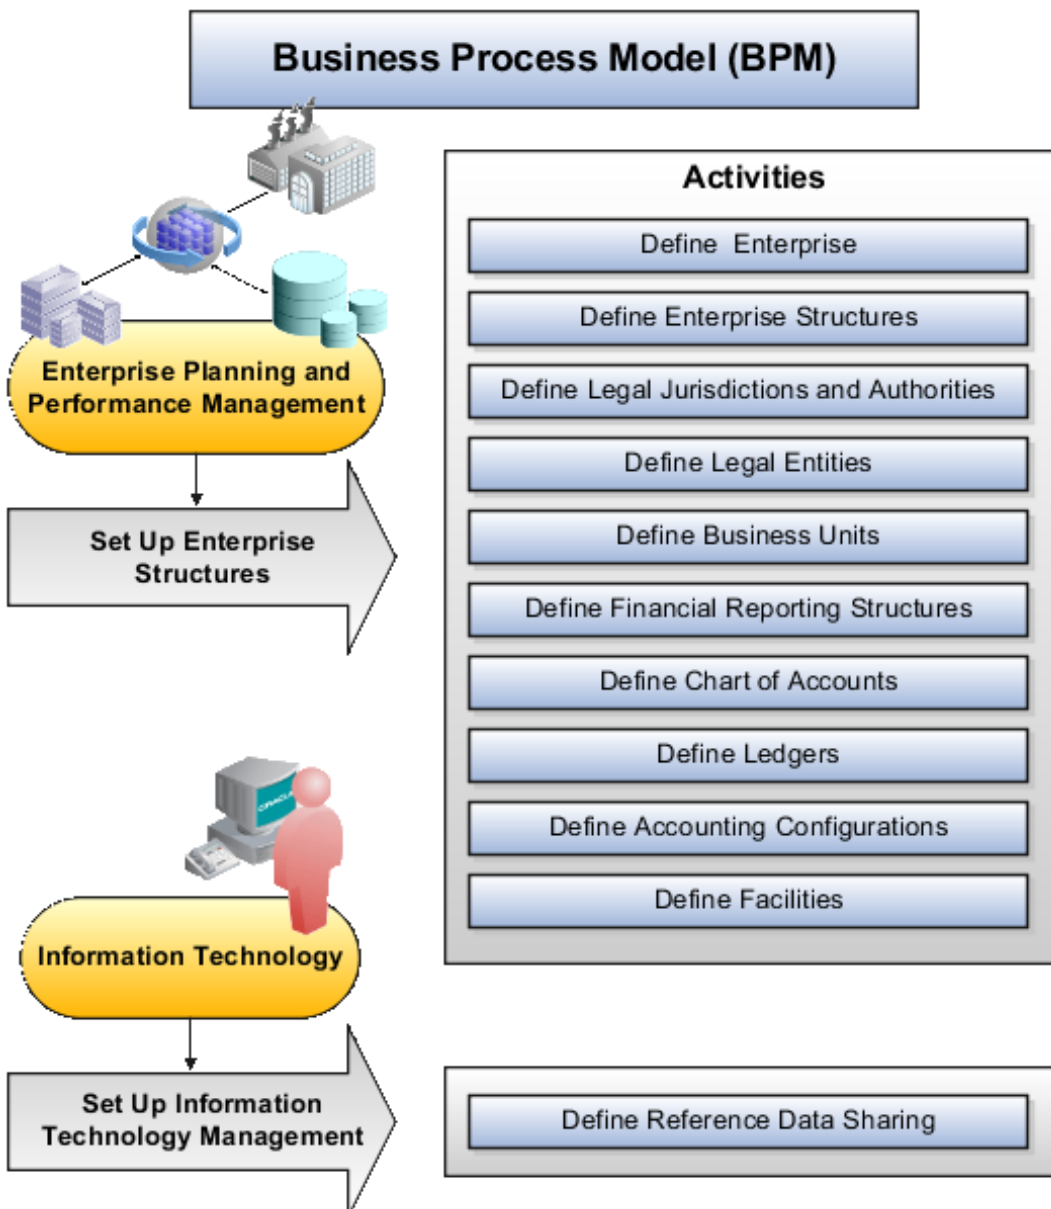 Business Process Model (BPM)
Activities
Define Enterprise
Define Enterprise Structures
Define Legal Jurisdictions and Authorities
Define Legal Entities
Define Business Units
Define Financial Reporting Structures
Define Chart of Accounts
Define Ledgers
Define Accounting Configurations
Define Facilities
Enterprise Planning and
Performance Management
Set Up Enterprise
Structures
ORACLE
Information Technology
Set Up Information
Technology Management
Define Reference Data Sharing